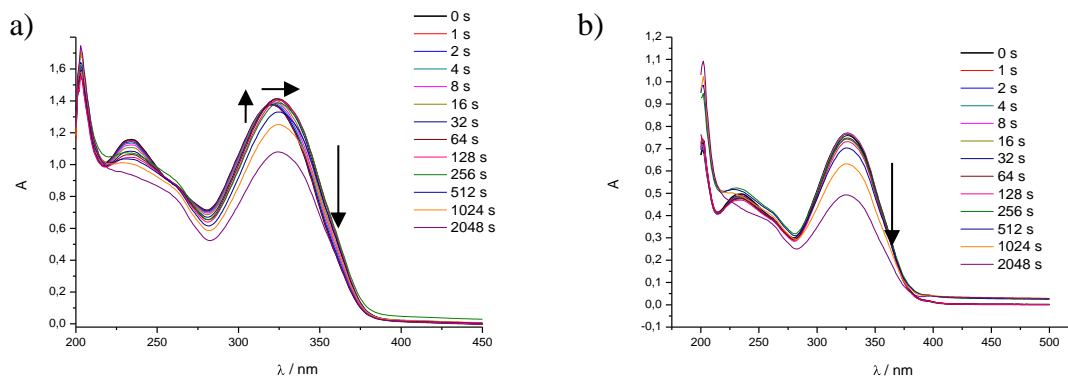 a)
A
1,6
1,4
1,2
1,0
0,8
0,6
0,4
0,2
0,0
200 250 300 350 400 450
λ / nm
0 s
1 s
2 s
4 s
8 s
16 s
32 s
64 s
128 s
256 s
512 s
1024 s
2048 s
b)
A
1,2
1,1
1,0
0,9
0,8
0,7
0,6
0,5
0,4
0,3
0,2
0,1
0,0
-0,1
200 250 300 350 400 450 500
λ / nm
0 s
1 s
2 s
4 s
8 s
16 s
32 s
64 s
128 s
256 s
512 s
1024 s
2048 s